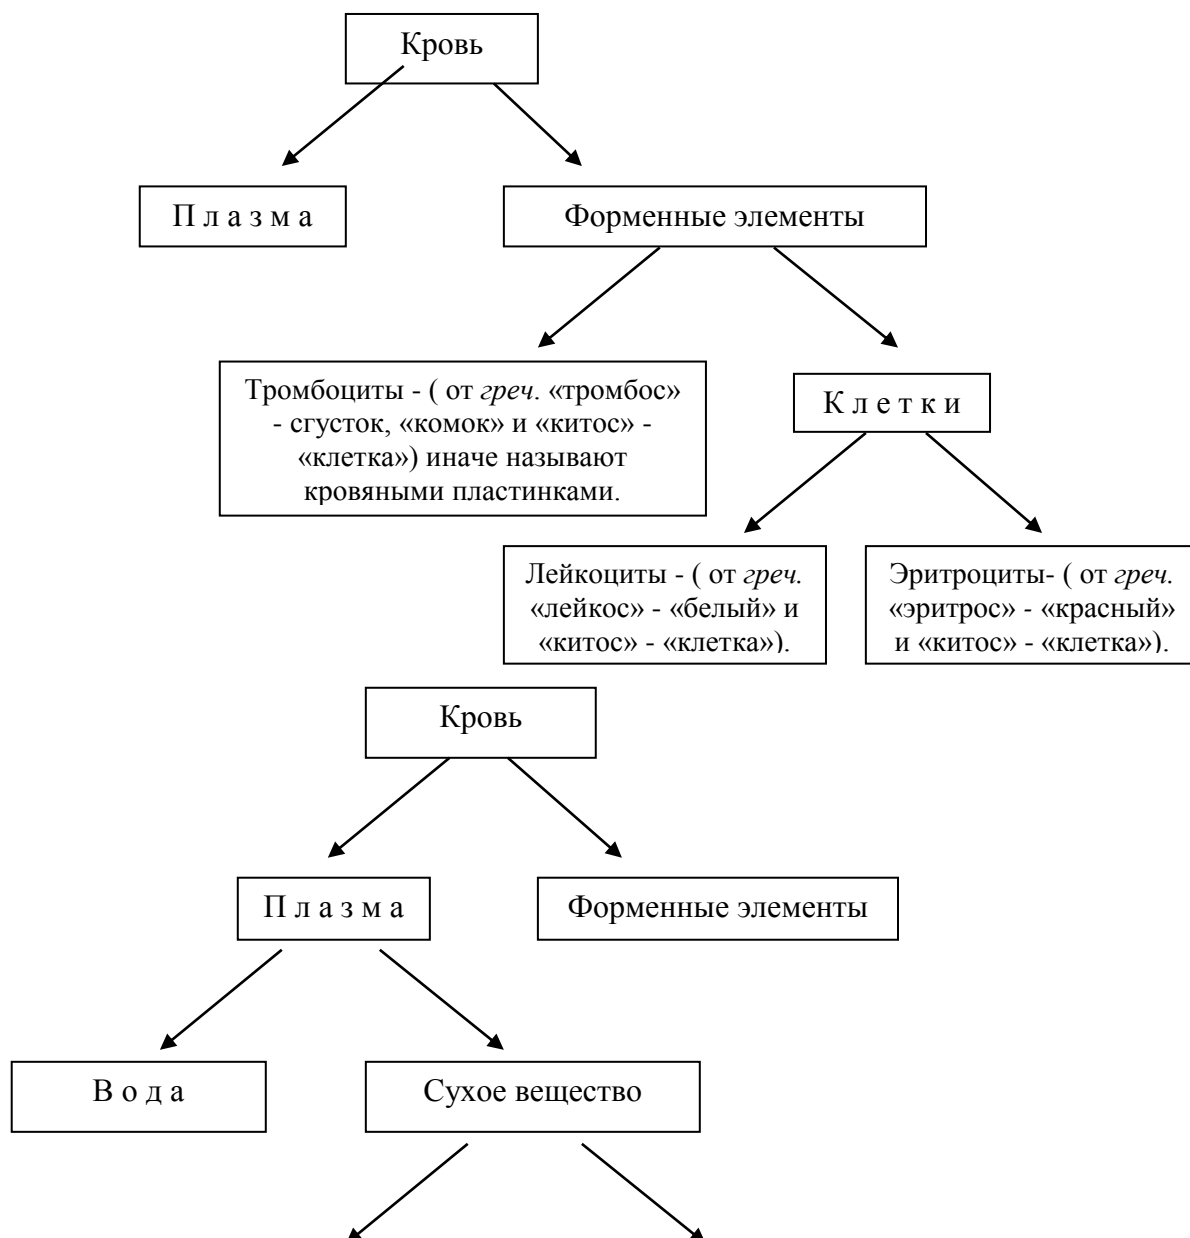 Кровь
П л а з м а
Форменные элементы
Тромбоциты - ( от греч. «тромбос»
- сгусток, «комок» и «китос» -
«клетка») иначе называют
кровяными пластинками.
К л е т к и
Лейкоциты - ( от греч.
«лейкос» - «белый» и
«китос» - «клетка»).
Эритроциты- ( от греч.
«эритрос» - «красный»
и «китос» - «клетка»).
Кровь
П л а з м а
Форменные элементы
В о д а
Сухое вещество